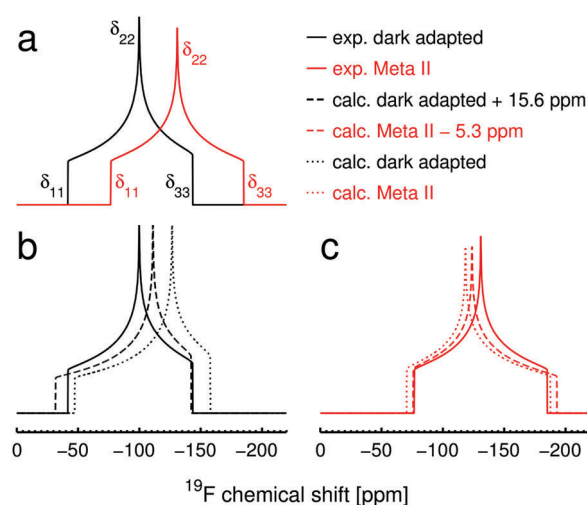 a
δ22
δ22
δ11
δ11
δ33
δ33
exp. dark adapted
exp. Meta II
calc. dark adapted + 15.6 ppm
calc. Meta II − 5.3 ppm
calc. dark adapted
calc. Meta II
b
c
0 −50 −100 −150 −200
0 −50 −100 −150 −200
19F chemical shift [ppm]